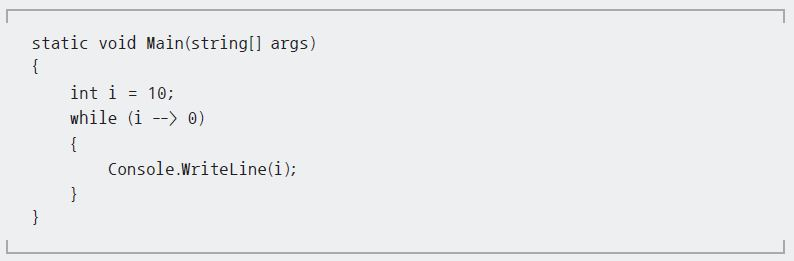 static void Main(string[] args)
{
    int i = 10;
    while (i --> 0)
    {
        Console.WriteLine(i);
    }
}